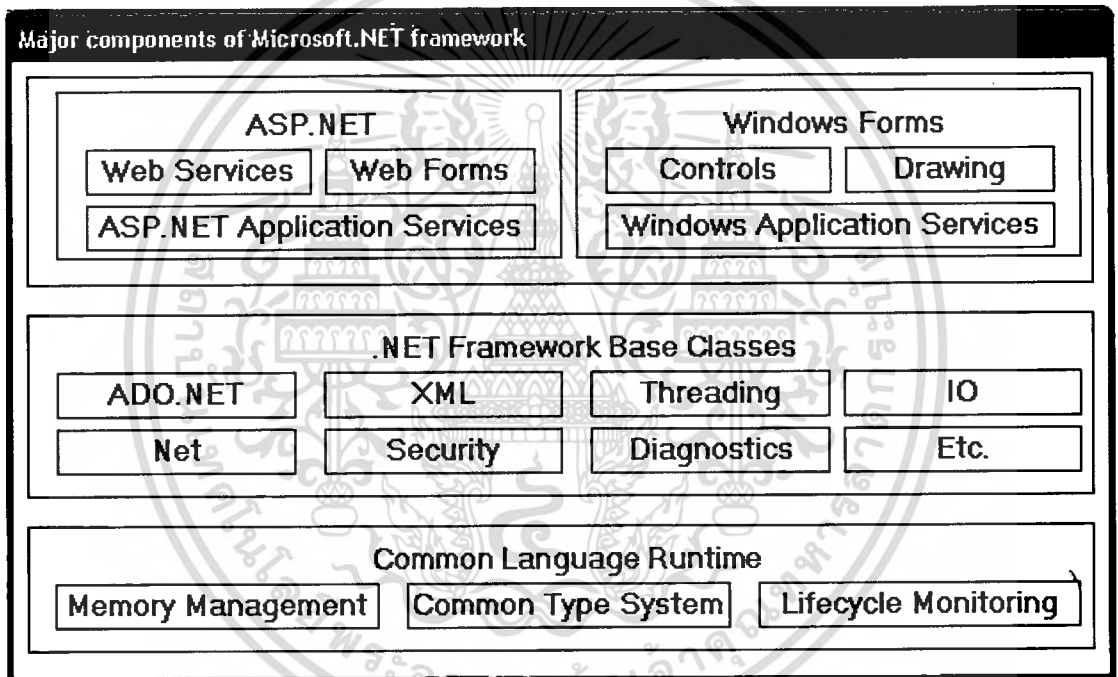 Major components of Microsoft.NET framework
ASP.NET
Web Services
Web Forms
ASP.NET Application Services
Windows Forms
Controls
Drawing
Windows Application Services
.NET Framework Base Classes
ADO.NET
XML
Threading
IO
Net
Security
Diagnostics
Etc.
Common Language Runtime
Memory Management
Common Type System
Lifecycle Monitoring